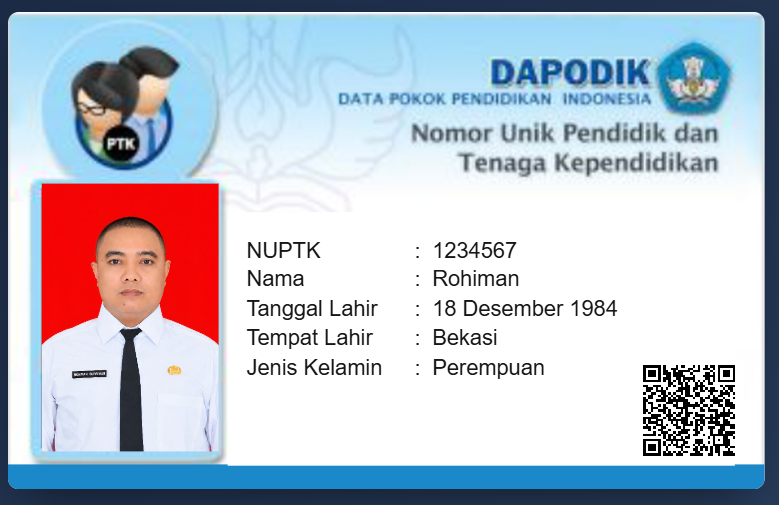 DAPODIK
DATA POKOK PENDIDIKAN INDONESIA
Nomor Unik Pendidik dan
Tenaga Kependidikan
PTK
NUPTK : 1234567
Nama : Rohiman
Tanggal Lahir : 18 Desember 1984
Tempat Lahir : Bekasi
Jenis Kelamin : Perempuan